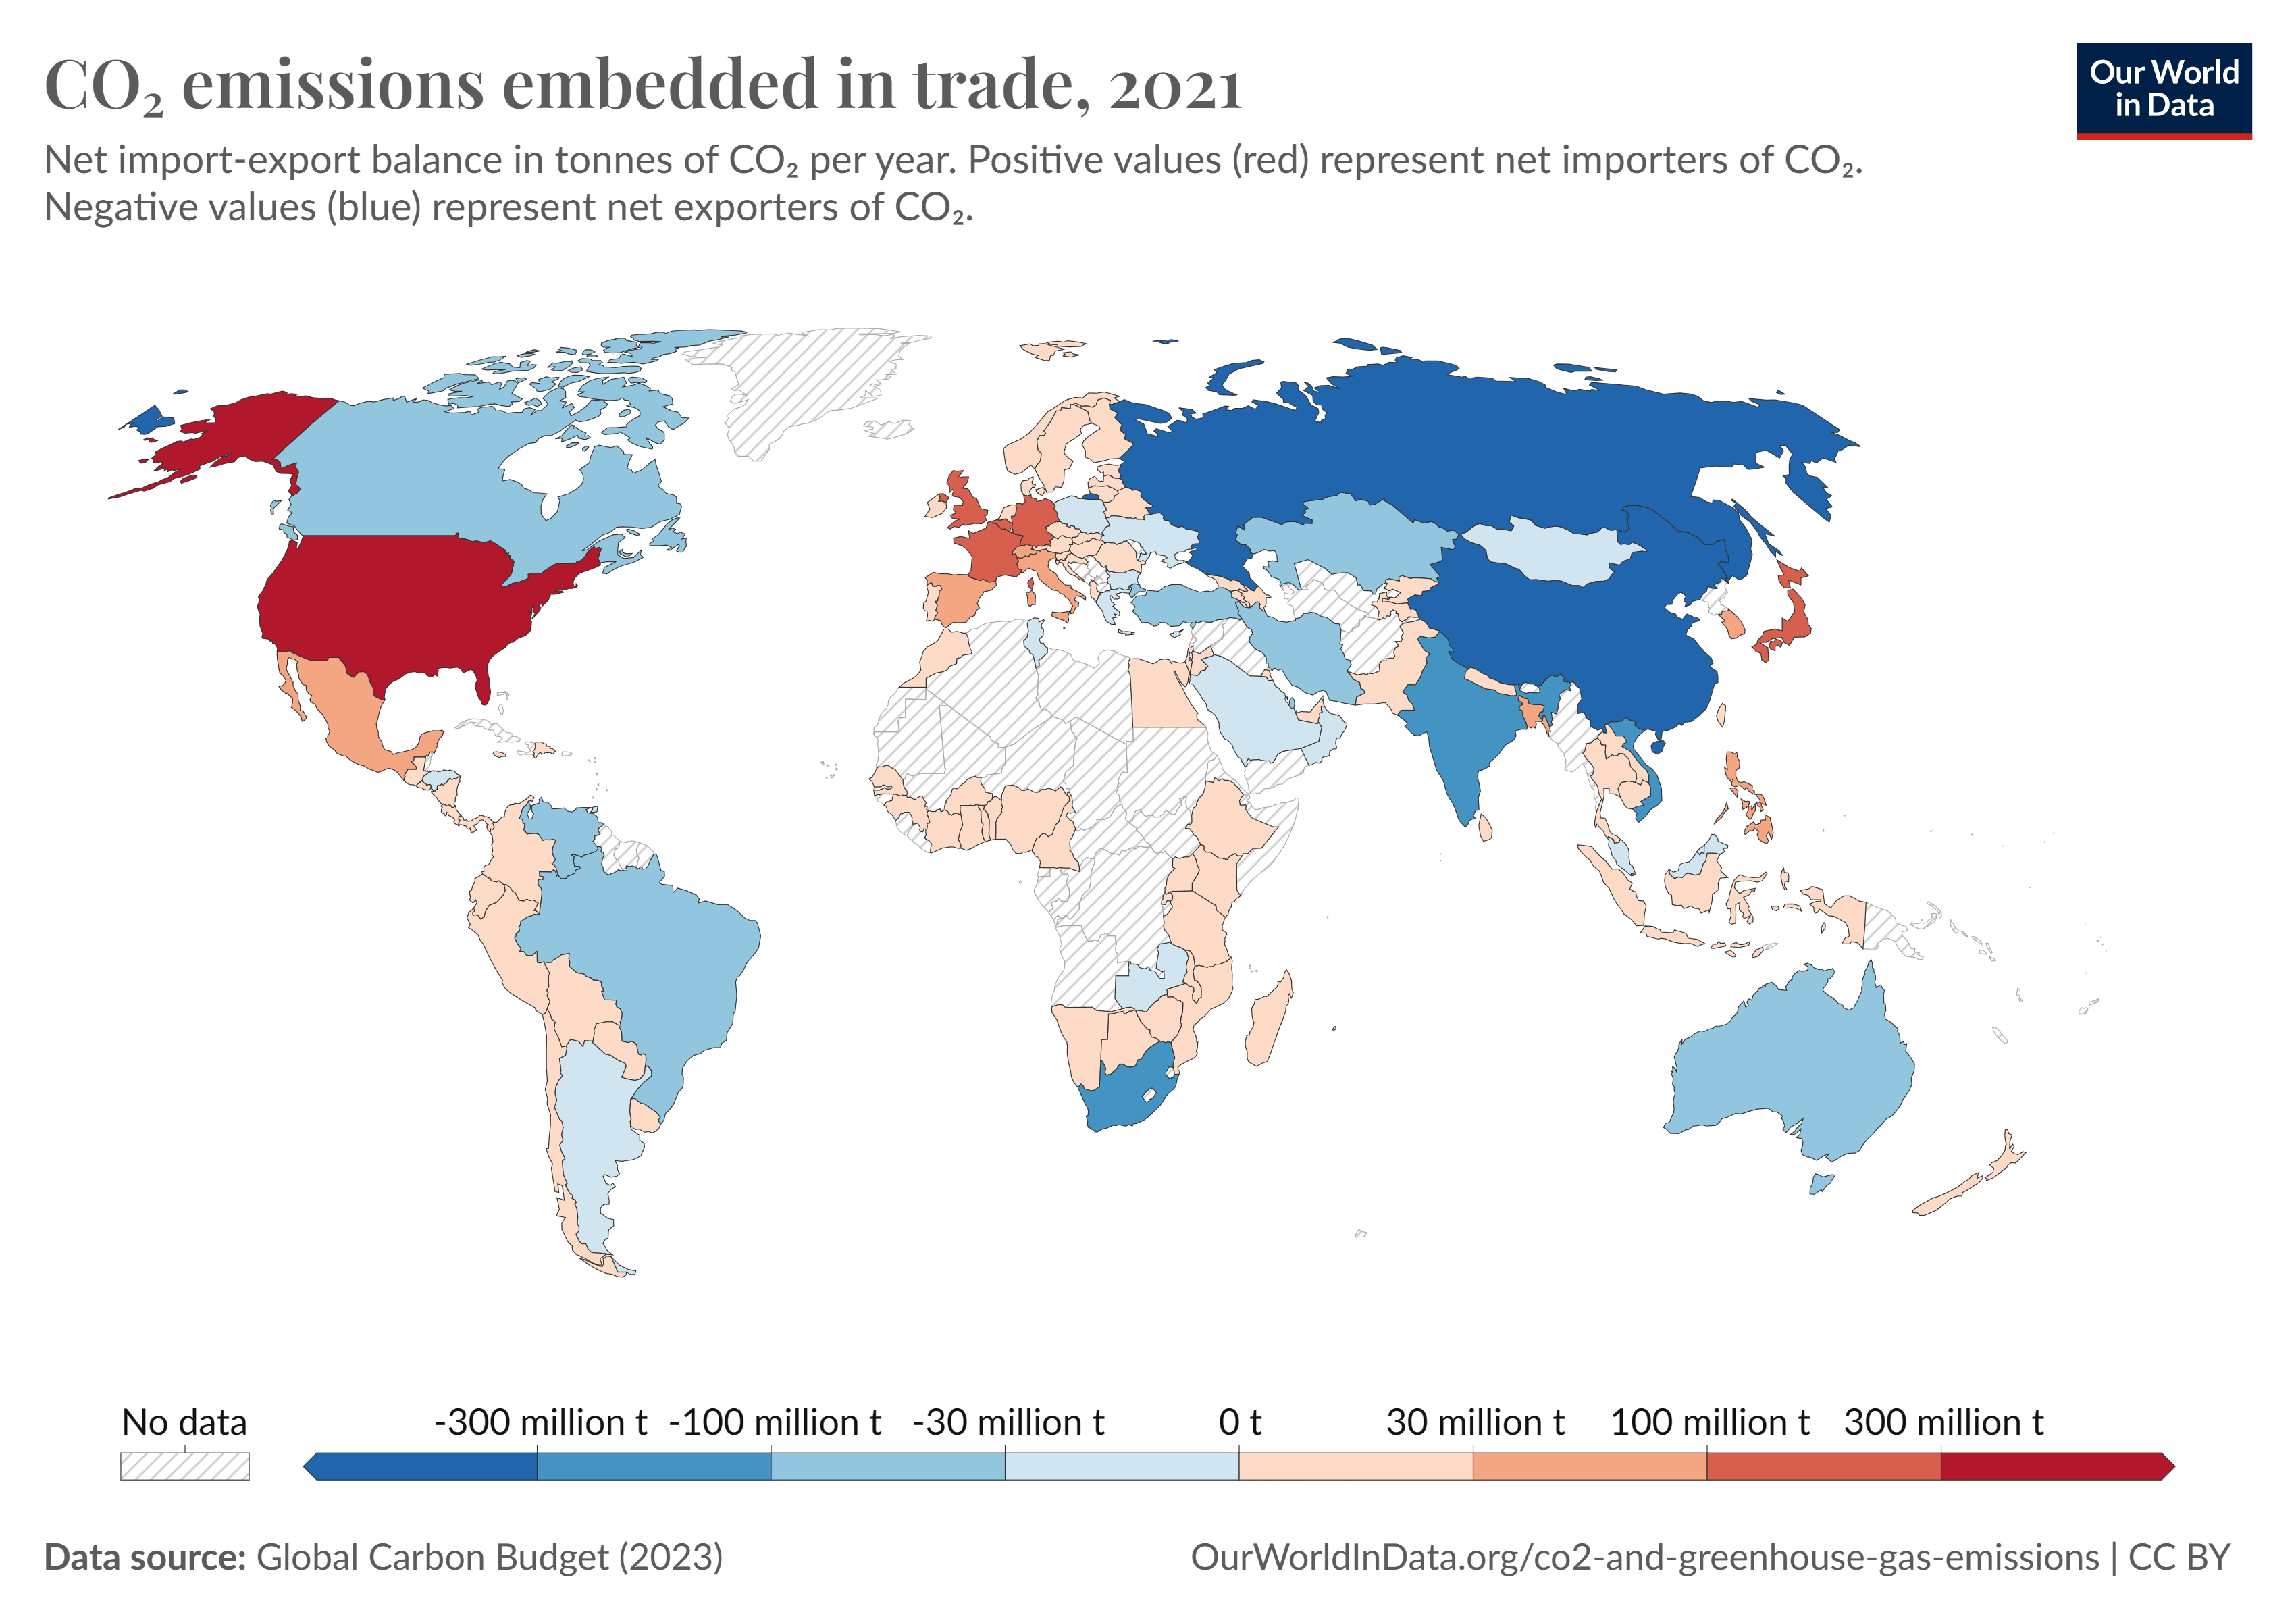 CO₂ emissions embedded in trade, 2021
Our World
in Data
Net import-export balance in tonnes of CO₂ per year. Positive values (red) represent net importers of CO₂.
Negative values (blue) represent net exporters of CO₂.
No data
-300 million t
-100 million t
-30 million t
0 t
30 million t
100 million t
300 million t
Data source: Global Carbon Budget (2023)
OurWorldInData.org/co2-and-greenhouse-gas-emissions | CC BY